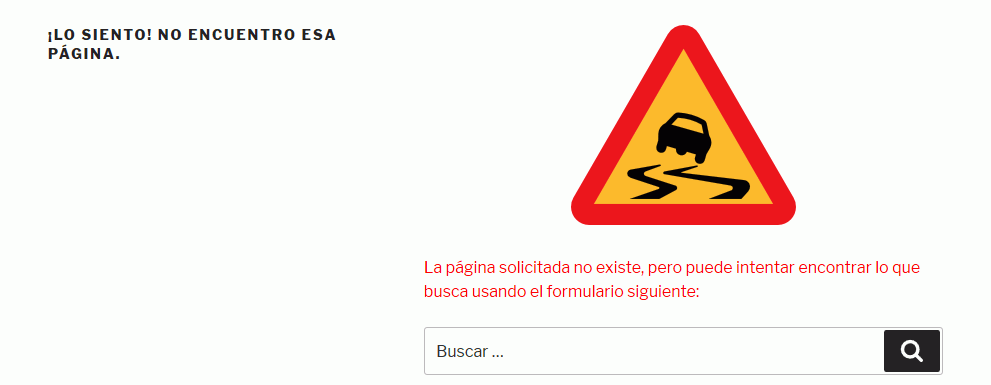 ¡LO SIENTO! NO ENCUENTRO ESA
PÁGINA.
La página solicitada no existe, pero puede intentar encontrar lo que
busca usando el formulario siguiente:
Buscar …